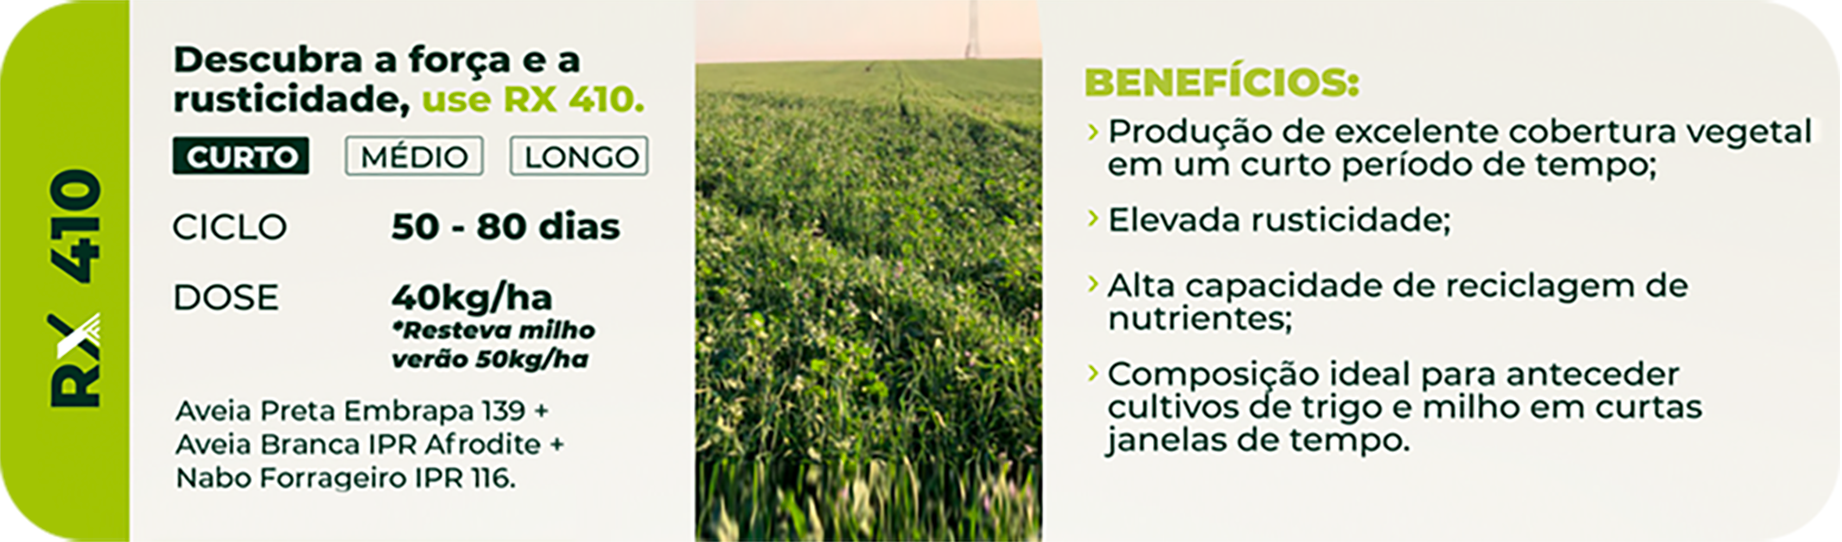 RX 410
Descubra a força e a
rusticidade, use RX 410.
CURTO MÉDIO LONGO
CICLO 50 - 80 dias
DOSE 40kg/ha
*Resteva milho
verão 50kg/ha
Aveia Preta Embrapa 139 +
Aveia Branca IPR Afrodite +
Nabo Forrageiro IPR 116.
BENEFÍCIOS:
› Produção de excelente cobertura vegetal
em um curto período de tempo;
› Elevada rusticidade;
› Alta capacidade de reciclagem de
nutrientes;
› Composição ideal para anteceder
cultivos de trigo e milho em curtas
janelas de tempo.